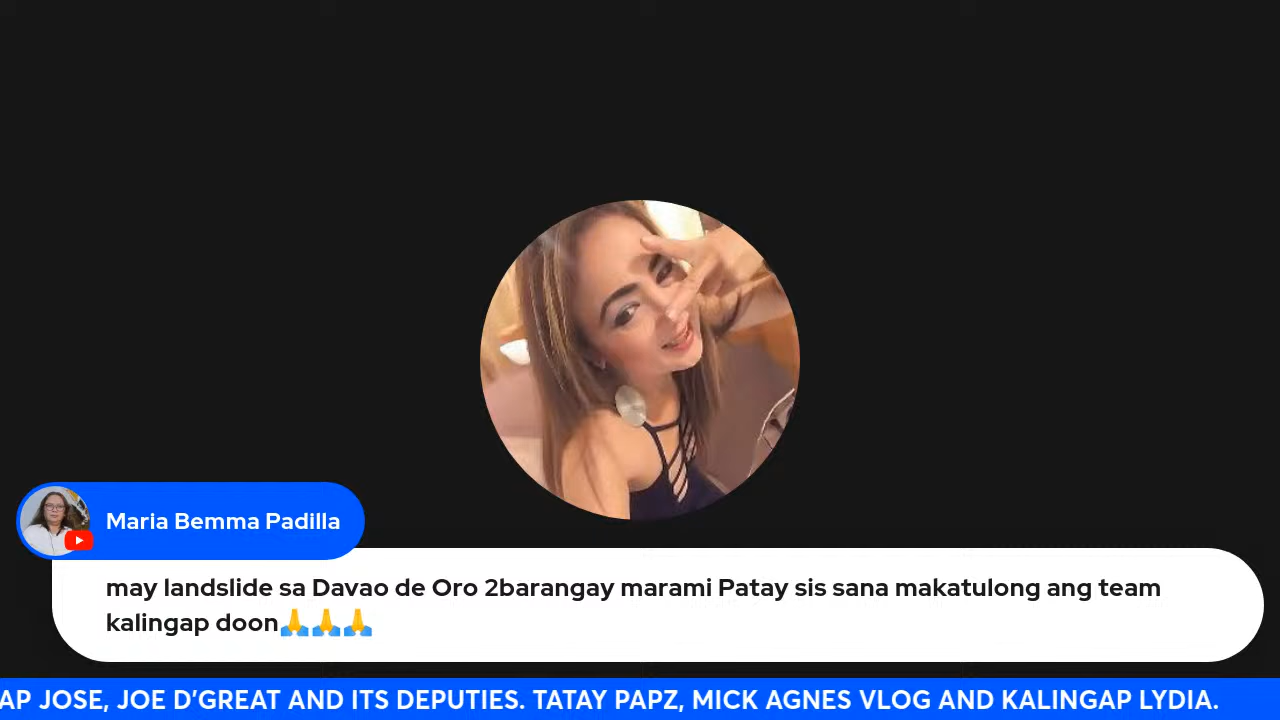 Maria Bemma Padilla
may landslide sa Davao de Oro 2barangay marami Patay sis sana makatulong ang team
kalingap doon🙏🙏🙏
AP JOSE, JOE D'GREAT AND ITS DEPUTIES. TATAY PAPZ, MICK AGNES VLOG AND KALINGAP LYDIA.